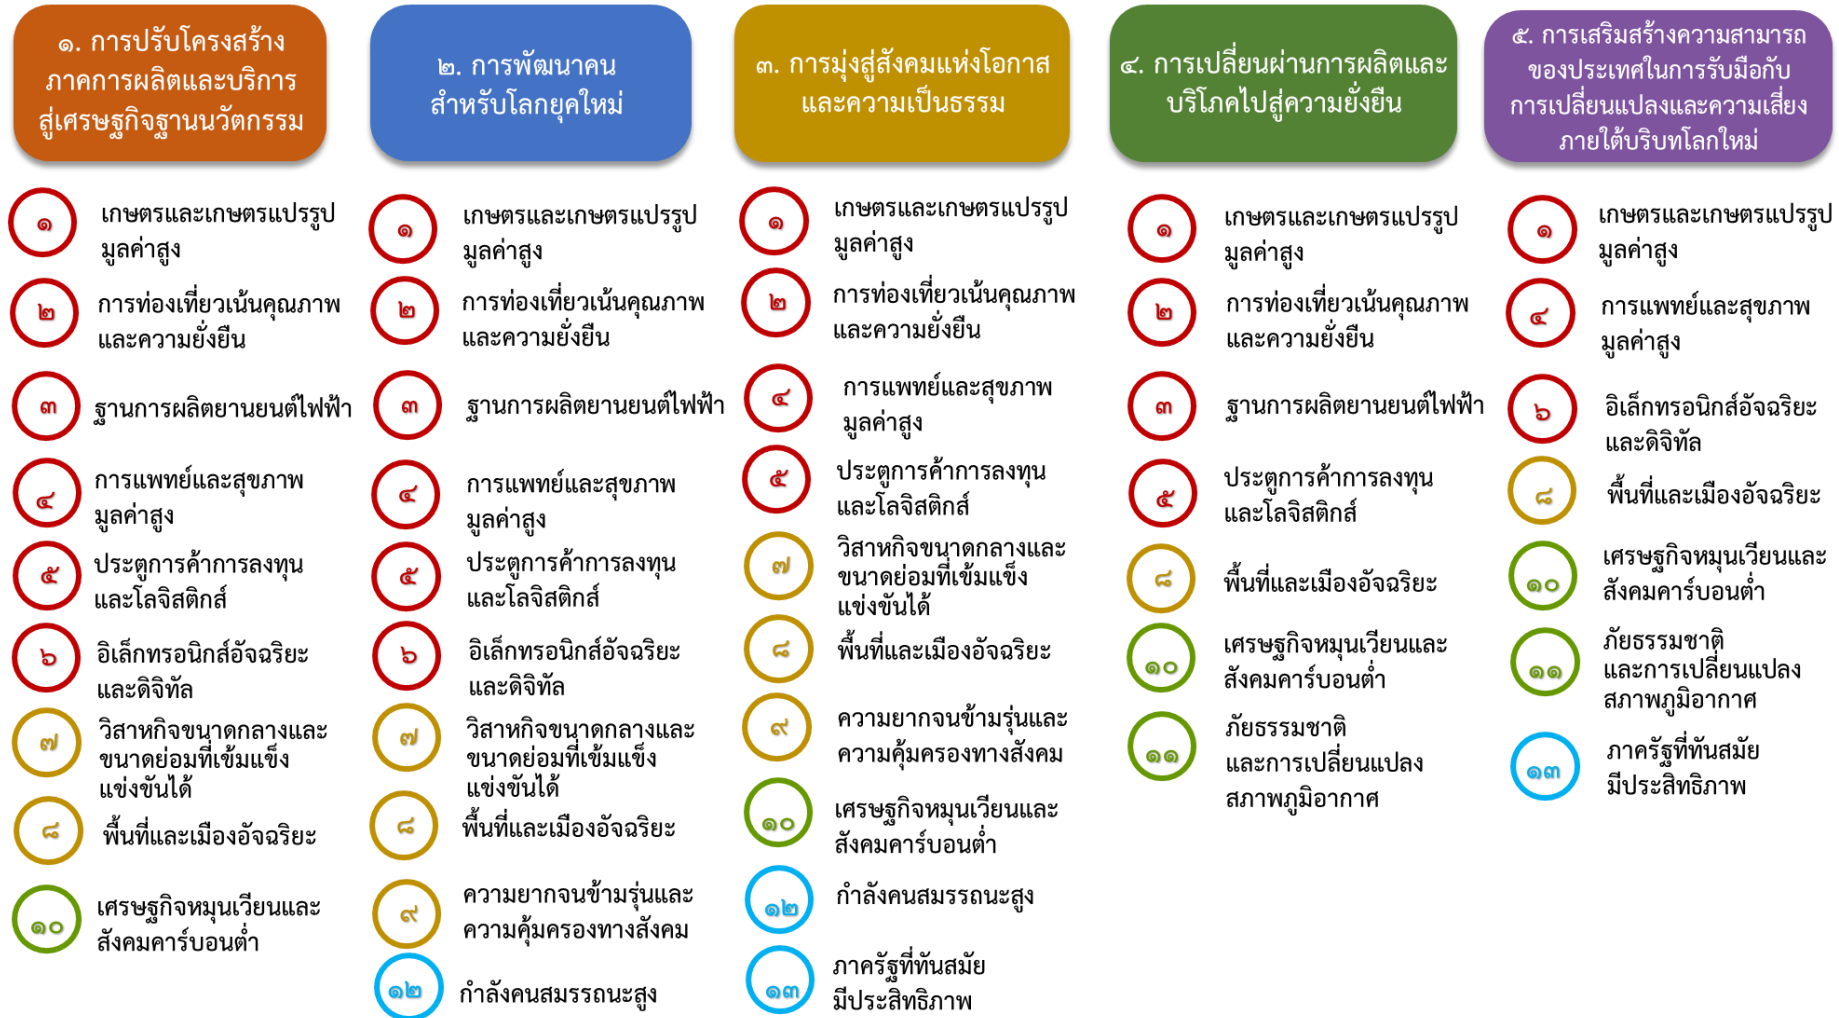 ๑. การปรับโครงสร้าง
ภาคการผลิตและบริการ
สู่เศรษฐกิจฐานนวัตกรรม
๑
เกษตรและเกษตรแปรรูป
มูลค่าสูง
๒
การท่องเที่ยวเน้นคุณภาพ
และความยั่งยืน
๓
ฐานการผลิตยานยนต์ไฟฟ้า
๔
การแพทย์และสุขภาพ
มูลค่าสูง
๕
ประตูการค้าการลงทุน
และโลจิสติกส์
๖
อิเล็กทรอนิกส์อัจฉริยะ
และดิจิทัล
๗
วิสาหกิจขนาดกลางและ
ขนาดย่อมที่เข้มแข็ง
แข่งขันได้
๘
พื้นที่และเมืองอัจฉริยะ
๑๐
เศรษฐกิจหมุนเวียนและ
สังคมคาร์บอนต่ำ
๒. การพัฒนาคน
สำหรับโลกยุคใหม่
๑
เกษตรและเกษตรแปรรูป
มูลค่าสูง
๒
การท่องเที่ยวเน้นคุณภาพ
และความยั่งยืน
๓
ฐานการผลิตยานยนต์ไฟฟ้า
๔
การแพทย์และสุขภาพ
มูลค่าสูง
๕
ประตูการค้าการลงทุน
และโลจิสติกส์
๖
อิเล็กทรอนิกส์อัจฉริยะ
และดิจิทัล
๗
วิสาหกิจขนาดกลางและ
ขนาดย่อมที่เข้มแข็ง
แข่งขันได้
๘
พื้นที่และเมืองอัจฉริยะ
๙
ความยากจนข้ามรุ่นและ
ความคุ้มครองทางสังคม
๑๒
กำลังคนสมรรถนะสูง
๓. การมุ่งสู่สังคมแห่งโอกาส
และความเป็นธรรม
๑
เกษตรและเกษตรแปรรูป
มูลค่าสูง
๒
การท่องเที่ยวเน้นคุณภาพ
และความยั่งยืน
๔
การแพทย์และสุขภาพ
มูลค่าสูง
๕
ประตูการค้าการลงทุน
และโลจิสติกส์
๗
วิสาหกิจขนาดกลางและ
ขนาดย่อมที่เข้มแข็ง
แข่งขันได้
๘
พื้นที่และเมืองอัจฉริยะ
๙
ความยากจนข้ามรุ่นและ
ความคุ้มครองทางสังคม
๑๐
เศรษฐกิจหมุนเวียนและ
สังคมคาร์บอนต่ำ
๑๒
กำลังคนสมรรถนะสูง
๑๓
ภาครัฐที่ทันสมัย
มีประสิทธิภาพ
๔. การเปลี่ยนผ่านการผลิตและ
บริโภคไปสู่ความยั่งยืน
๑
เกษตรและเกษตรแปรรูป
มูลค่าสูง
๒
การท่องเที่ยวเน้นคุณภาพ
และความยั่งยืน
๓
ฐานการผลิตยานยนต์ไฟฟ้า
๕
ประตูการค้าการลงทุน
และโลจิสติกส์
๘
พื้นที่และเมืองอัจฉริยะ
๑๐
เศรษฐกิจหมุนเวียนและ
สังคมคาร์บอนต่ำ
๑๑
ภัยธรรมชาติ
และการเปลี่ยนแปลง
สภาพภูมิอากาศ
๕. การเสริมสร้างความสามารถ
ของประเทศในการรับมือกับ
การเปลี่ยนแปลงและความเสี่ยง
ภายใต้บริบทโลกใหม่
๑
เกษตรและเกษตรแปรรูป
มูลค่าสูง
๔
การแพทย์และสุขภาพ
มูลค่าสูง
๖
อิเล็กทรอนิกส์อัจฉริยะ
และดิจิทัล
๘
พื้นที่และเมืองอัจฉริยะ
๑๐
เศรษฐกิจหมุนเวียนและ
สังคมคาร์บอนต่ำ
๑๑
ภัยธรรมชาติ
และการเปลี่ยนแปลง
สภาพภูมิอากาศ
๑๓
ภาครัฐที่ทันสมัย
มีประสิทธิภาพ